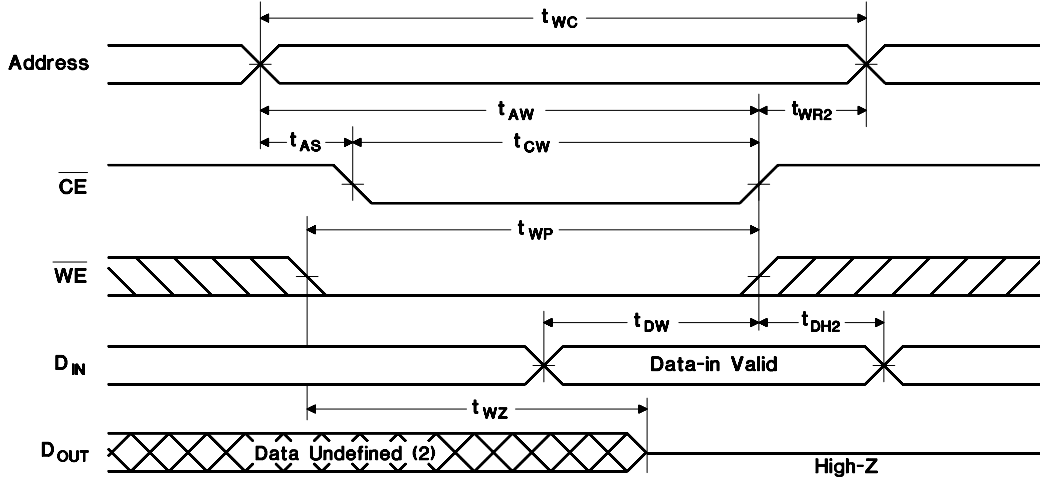 tWC
Address
tAW tWR2
tAS tCW
CE
tWP
WE
tDW tDH2
DIN Data-in Valid
tWZ
DOUT Data Undefined (2)
High-Z